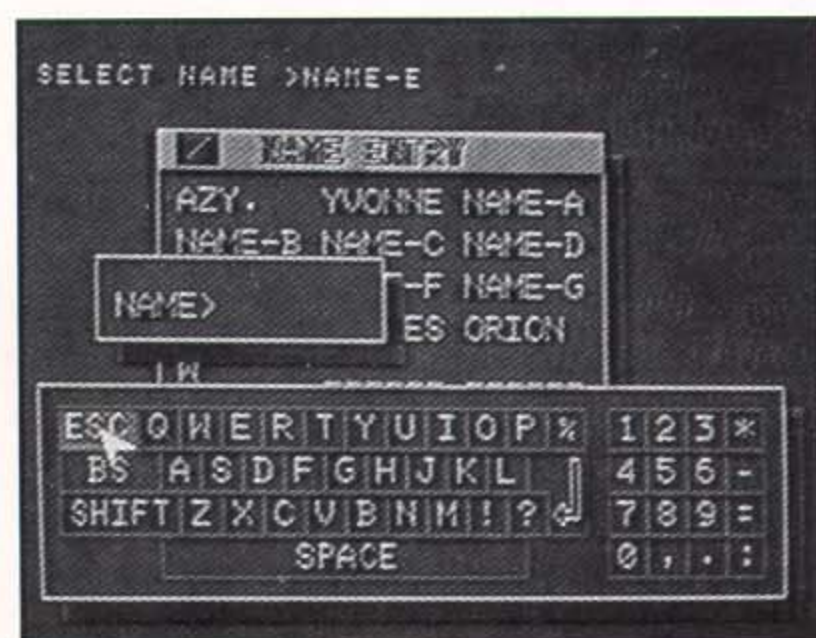 SELECT NAME >NAME-E
NAME ENTRY
AZY. YVONNE NAME-A
NAME-B NAME-C NAME-D
-F NAME-G
ES ORION
W
NAME>
ESC Q W E R T Y U I O P % 1 2 3 *
BS A S D F G H J K L 4 5 6 -
SHIFT Z X C V B N M ! ? 7 8 9 =
SPACE 0 , . :